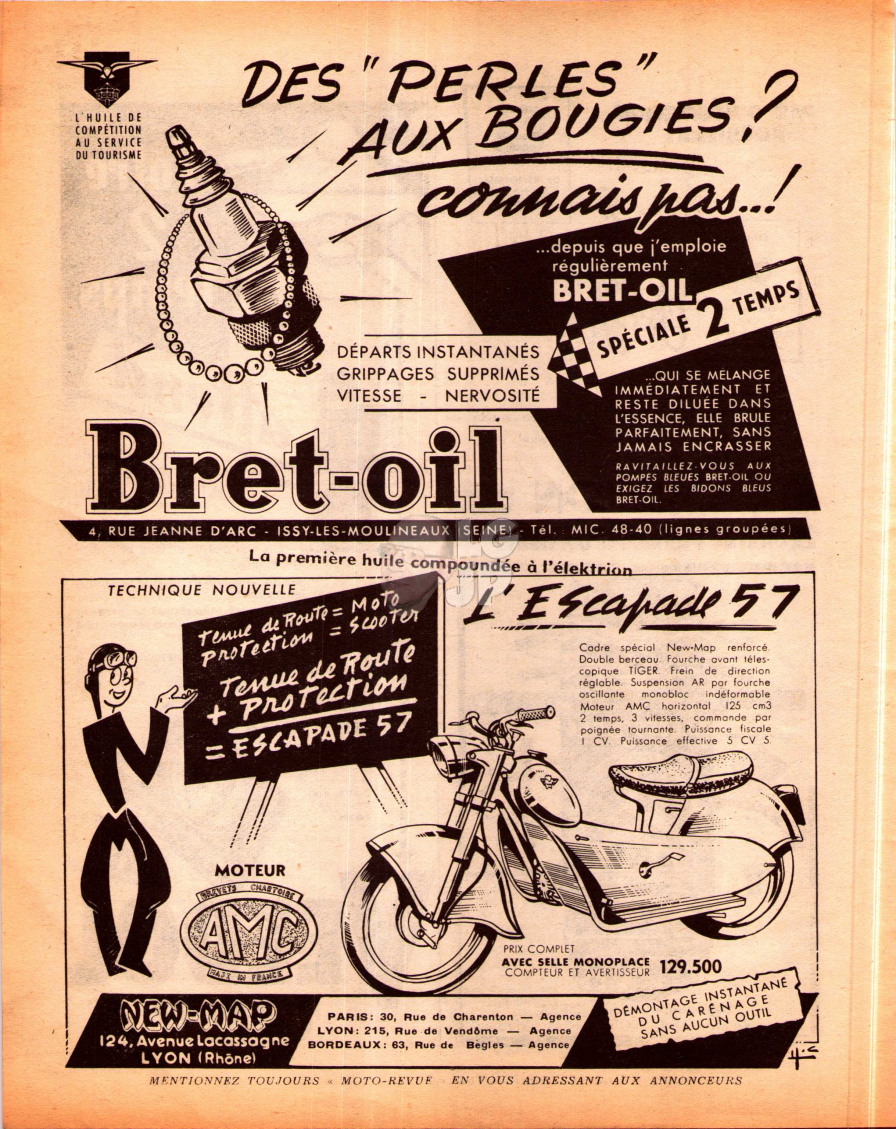 L'HUILE DE
COMPÉTITION
AU SERVICE
DU TOURISME
DES "PERLES"
AUX BOUGIES?
connais pas...!
...depuis que j'emploie
régulièrement
BRET-OIL
SPÉCIALE 2 TEMPS
DÉPARTS INSTANTANÉS
GRIPPAGES SUPPRIMÉS
VITESSE - NERVOSITÉ
...QUI SE MÉLANGE
IMMÉDIATEMENT ET
RESTE DILUÉE DANS
L'ESSENCE, ELLE BRULE
PARFAITEMENT, SANS
JAMAIS ENCRASSER
RAVITAILLEZ-VOUS AUX
POMPES BLEUES BRET-OIL OU
EXIGEZ LES BIDONS BLEUS
BRET-OIL.
Bret-oil
4, RUE JEANNE D'ARC - ISSY-LES-MOULINEAUX (SEINE) - Tél. : MIC. 48-40 (lignes groupées)
La première huile compoundée à l'élektrion
TECHNIQUE NOUVELLE
Tenue de Route = MOTO
Protection = SCOOTER
Tenue de Route
+ Protection
= ESCAPADE 57
L'Escapade 57
Cadre spécial New-Map renforcé.
Double berceau. Fourche avant téles-
copique TIGER. Frein de direction
réglable. Suspension AR par fourche
oscillante monobloc indéformable
Moteur AMC horizontal 125 cm3
2 temps, 3 vitesses, commande par
poignée tournante. Puissance fiscale
1 CV. Puissance effective 5 CV 5.
MOTEUR
BREVETS CHASTOIRE
AMC
MADE IN FRANCE
PRIX COMPLET
AVEC SELLE MONOPLACE
COMPTEUR ET AVERTISSEUR 129.500
DÉMONTAGE INSTANTANÉ
DU CARÉNAGE
SANS AUCUN OUTIL
NEW-MAP
124, Avenue Lacassagne
LYON (Rhône)
PARIS : 30, Rue de Charenton — Agence
LYON : 215, Rue de Vendôme — Agence
BORDEAUX : 63, Rue de Bègles — Agence
MENTIONNEZ TOUJOURS « MOTO-REVUE » EN VOUS ADRESSANT AUX ANNONCEURS